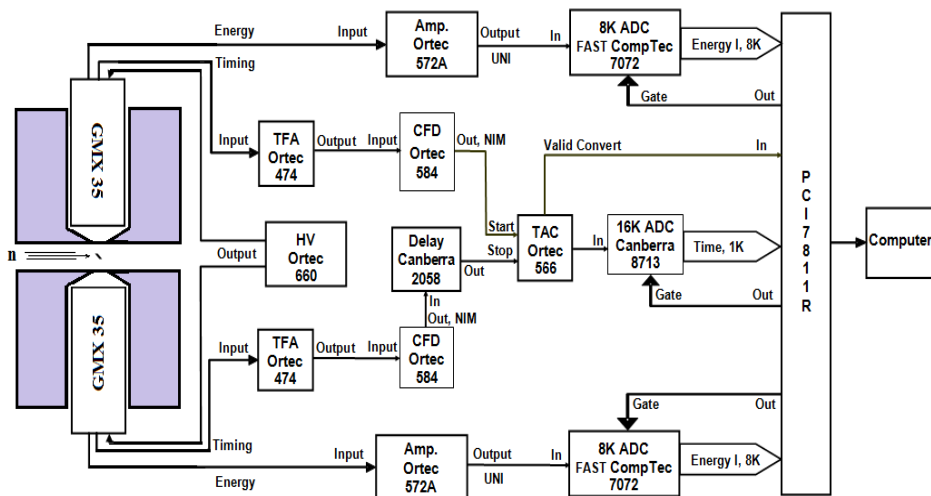 Energy
Input
Amp.
Ortec
572A
Output
UNI
In
8K ADC
FAST CompTec
7072
Energy I, 8K
Timing
Gate
Out
GMX 35
Input
TFA
Ortec
474
Output
Input
CFD
Ortec
584
Out, NIM
Valid Convert
In
Start
n
Output
HV
Ortec
660
Delay
Canberra
2058
Stop
Out
TAC
Ortec
566
In
16K ADC
Canberra
8713
Time, 1K
PCI7811R
Computer
In
Out, NIM
Gate
Out
GMX 35
Input
TFA
Ortec
474
Output
Input
CFD
Ortec
584
Gate
Out
Timing
Energy
Input
Amp.
Ortec
572A
Output
UNI
In
8K ADC
FAST CompTec
7072
Energy I, 8K